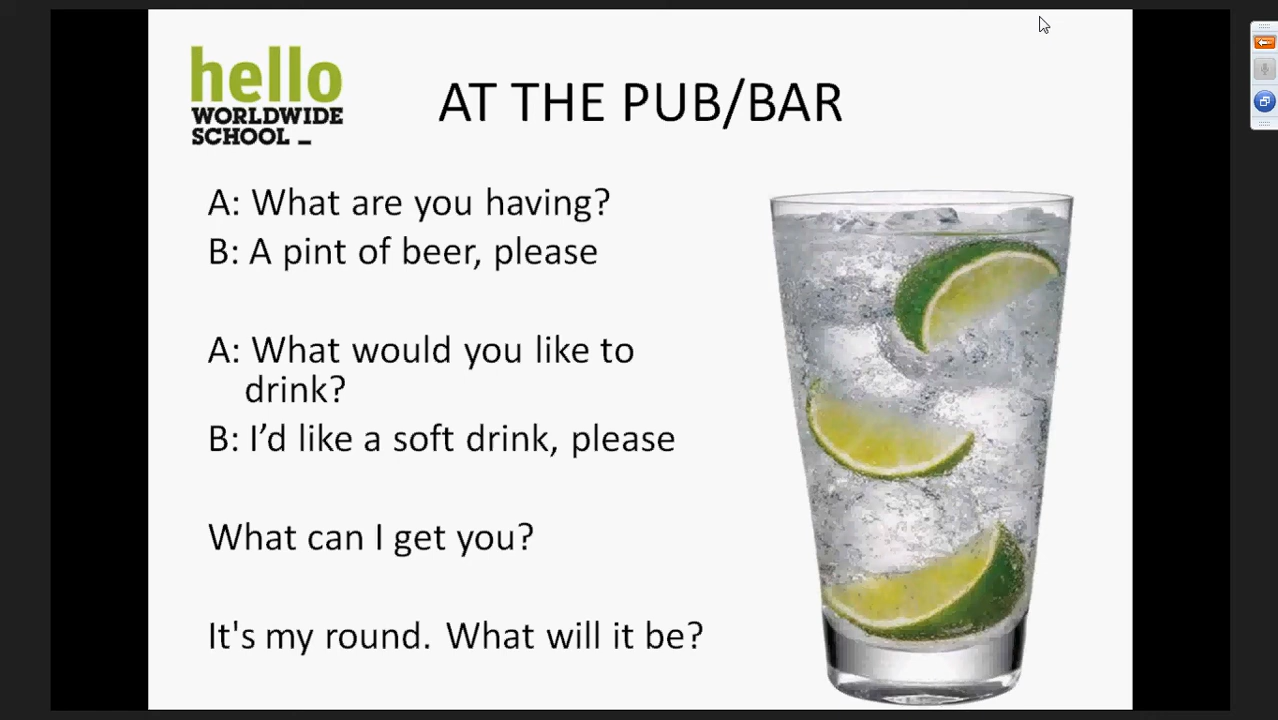 hello
WORLDWIDE
SCHOOL _
AT THE PUB/BAR
A: What are you having?
B: A pint of beer, please
A: What would you like to
drink?
B: I’d like a soft drink, please
What can I get you?
It's my round. What will it be?